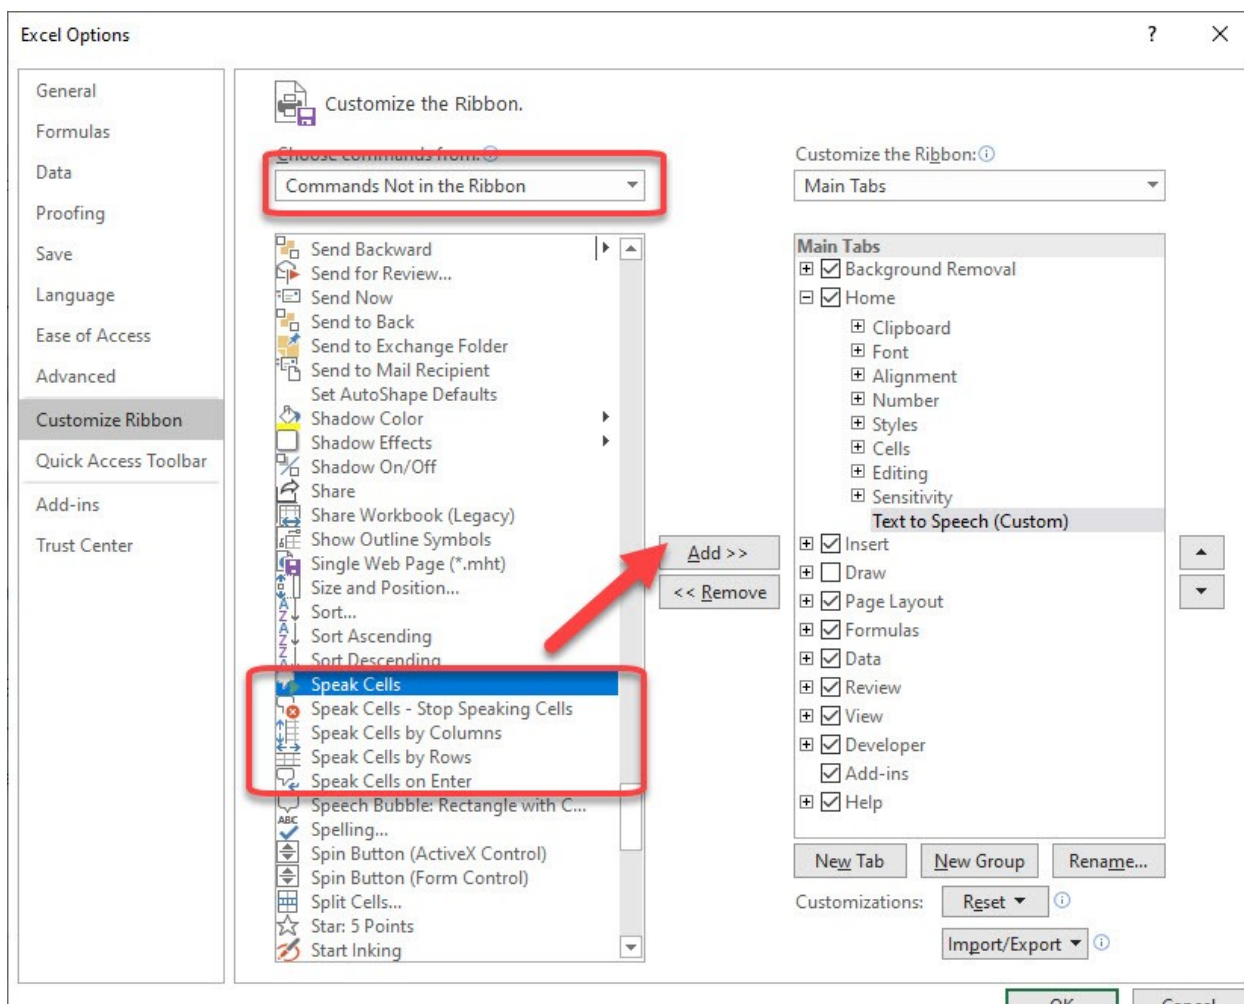 Excel Options
?
General
Formulas
Data
Proofing
Save
Language
Ease of Access
Advanced
Customize Ribbon
Quick Access Toolbar
Add-ins
Trust Center
Customize the Ribbon.
Choose commands from:
Commands Not in the Ribbon
Send Backward
Send for Review...
Send Now
Send to Back
Send to Exchange Folder
Send to Mail Recipient
Set AutoShape Defaults
Shadow Color
Shadow Effects
Shadow On/Off
Share
Share Workbook (Legacy)
Show Outline Symbols
Single Web Page (*.mht)
Size and Position...
Sort...
Sort Ascending
Sort Descending
Speak Cells
Speak Cells - Stop Speaking Cells
Speak Cells by Columns
Speak Cells by Rows
Speak Cells on Enter
Speech Bubble: Rectangle with C...
Spelling...
Spin Button (ActiveX Control)
Spin Button (Form Control)
Split Cells...
Star: 5 Points
Start Inking
Add >>
<< Remove
Customize the Ribbon:
Main Tabs
Main Tabs
Background Removal
Home
Clipboard
Font
Alignment
Number
Styles
Cells
Editing
Sensitivity
Text to Speech (Custom)
Insert
Draw
Page Layout
Formulas
Data
Review
View
Developer
Add-ins
Help
New Tab New Group Rename...
Customizations: Reset
Import/Export
OK Cancel